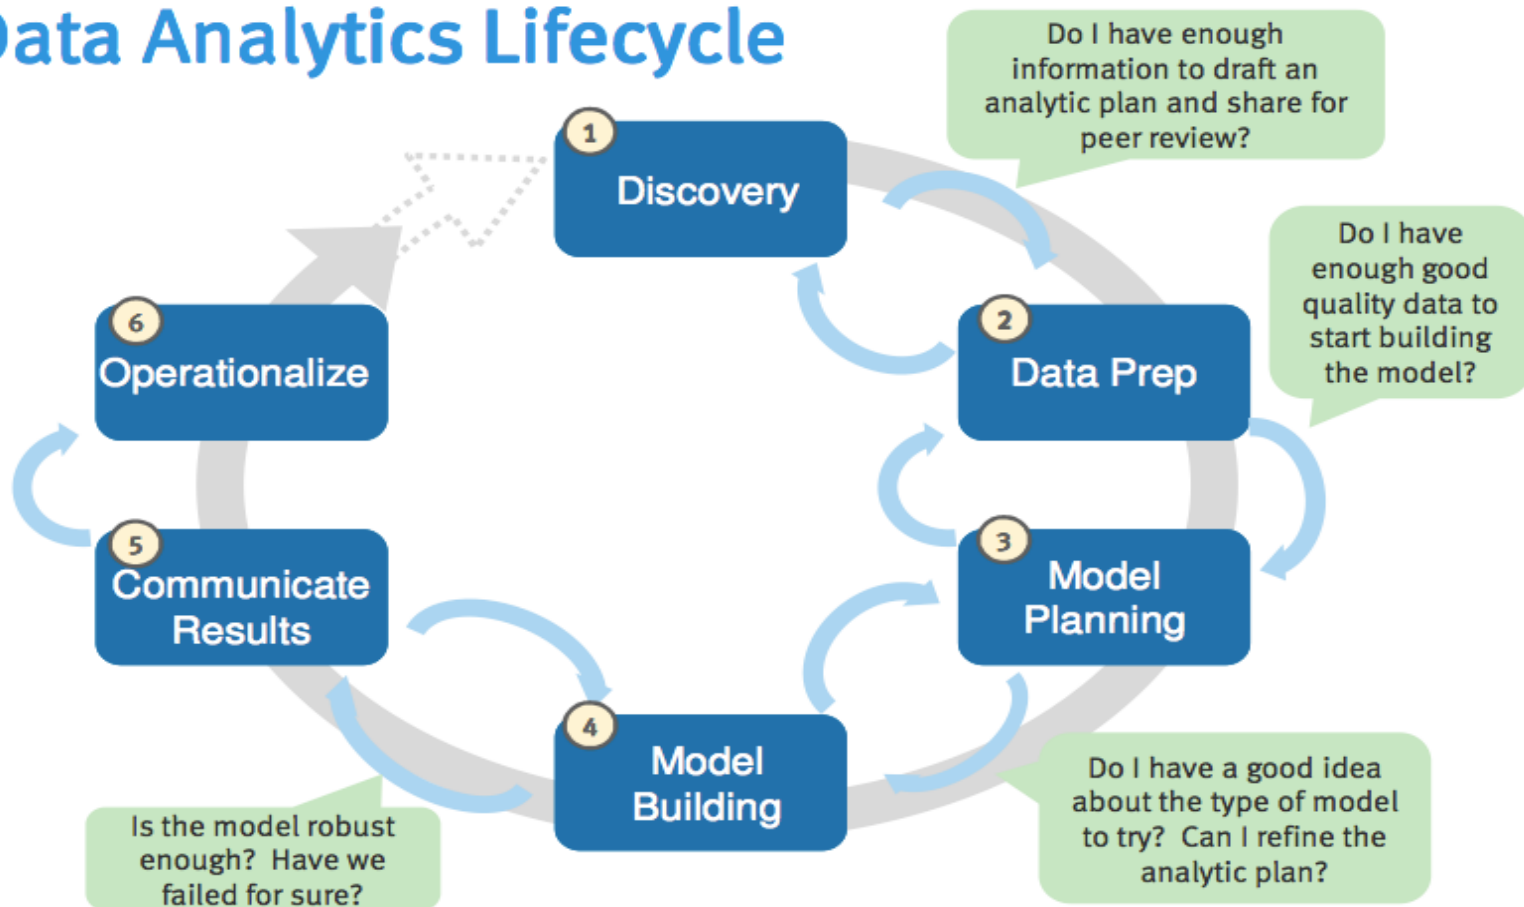 Data Analytics Lifecycle
Do I have enough
information to draft an
analytic plan and share for
peer review?
1
Discovery
Do I have
enough good
quality data to
start building
the model?
2
Data Prep
6
Operationalize
3
Model
Planning
5
Communicate
Results
4
Model
Building
Do I have a good idea
about the type of model
to try? Can I refine the
analytic plan?
Is the model robust
enough? Have we
failed for sure?